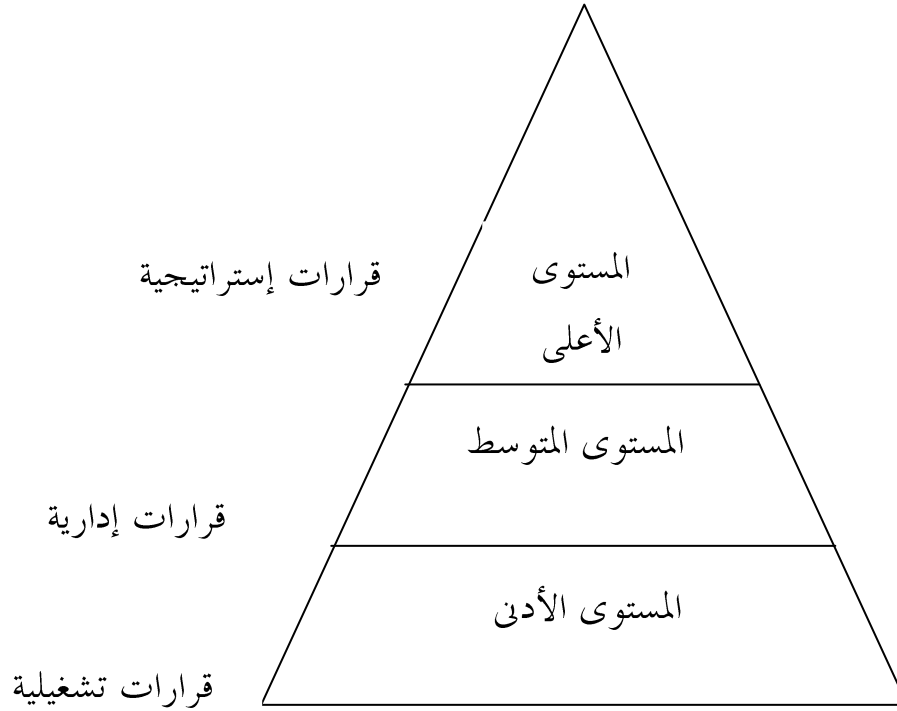 المستوى
الأعلى
قرارات إستراتيجية
المستوى المتوسط
قرارات إدارية
المستوى الأدنى
قرارات تشغيلية